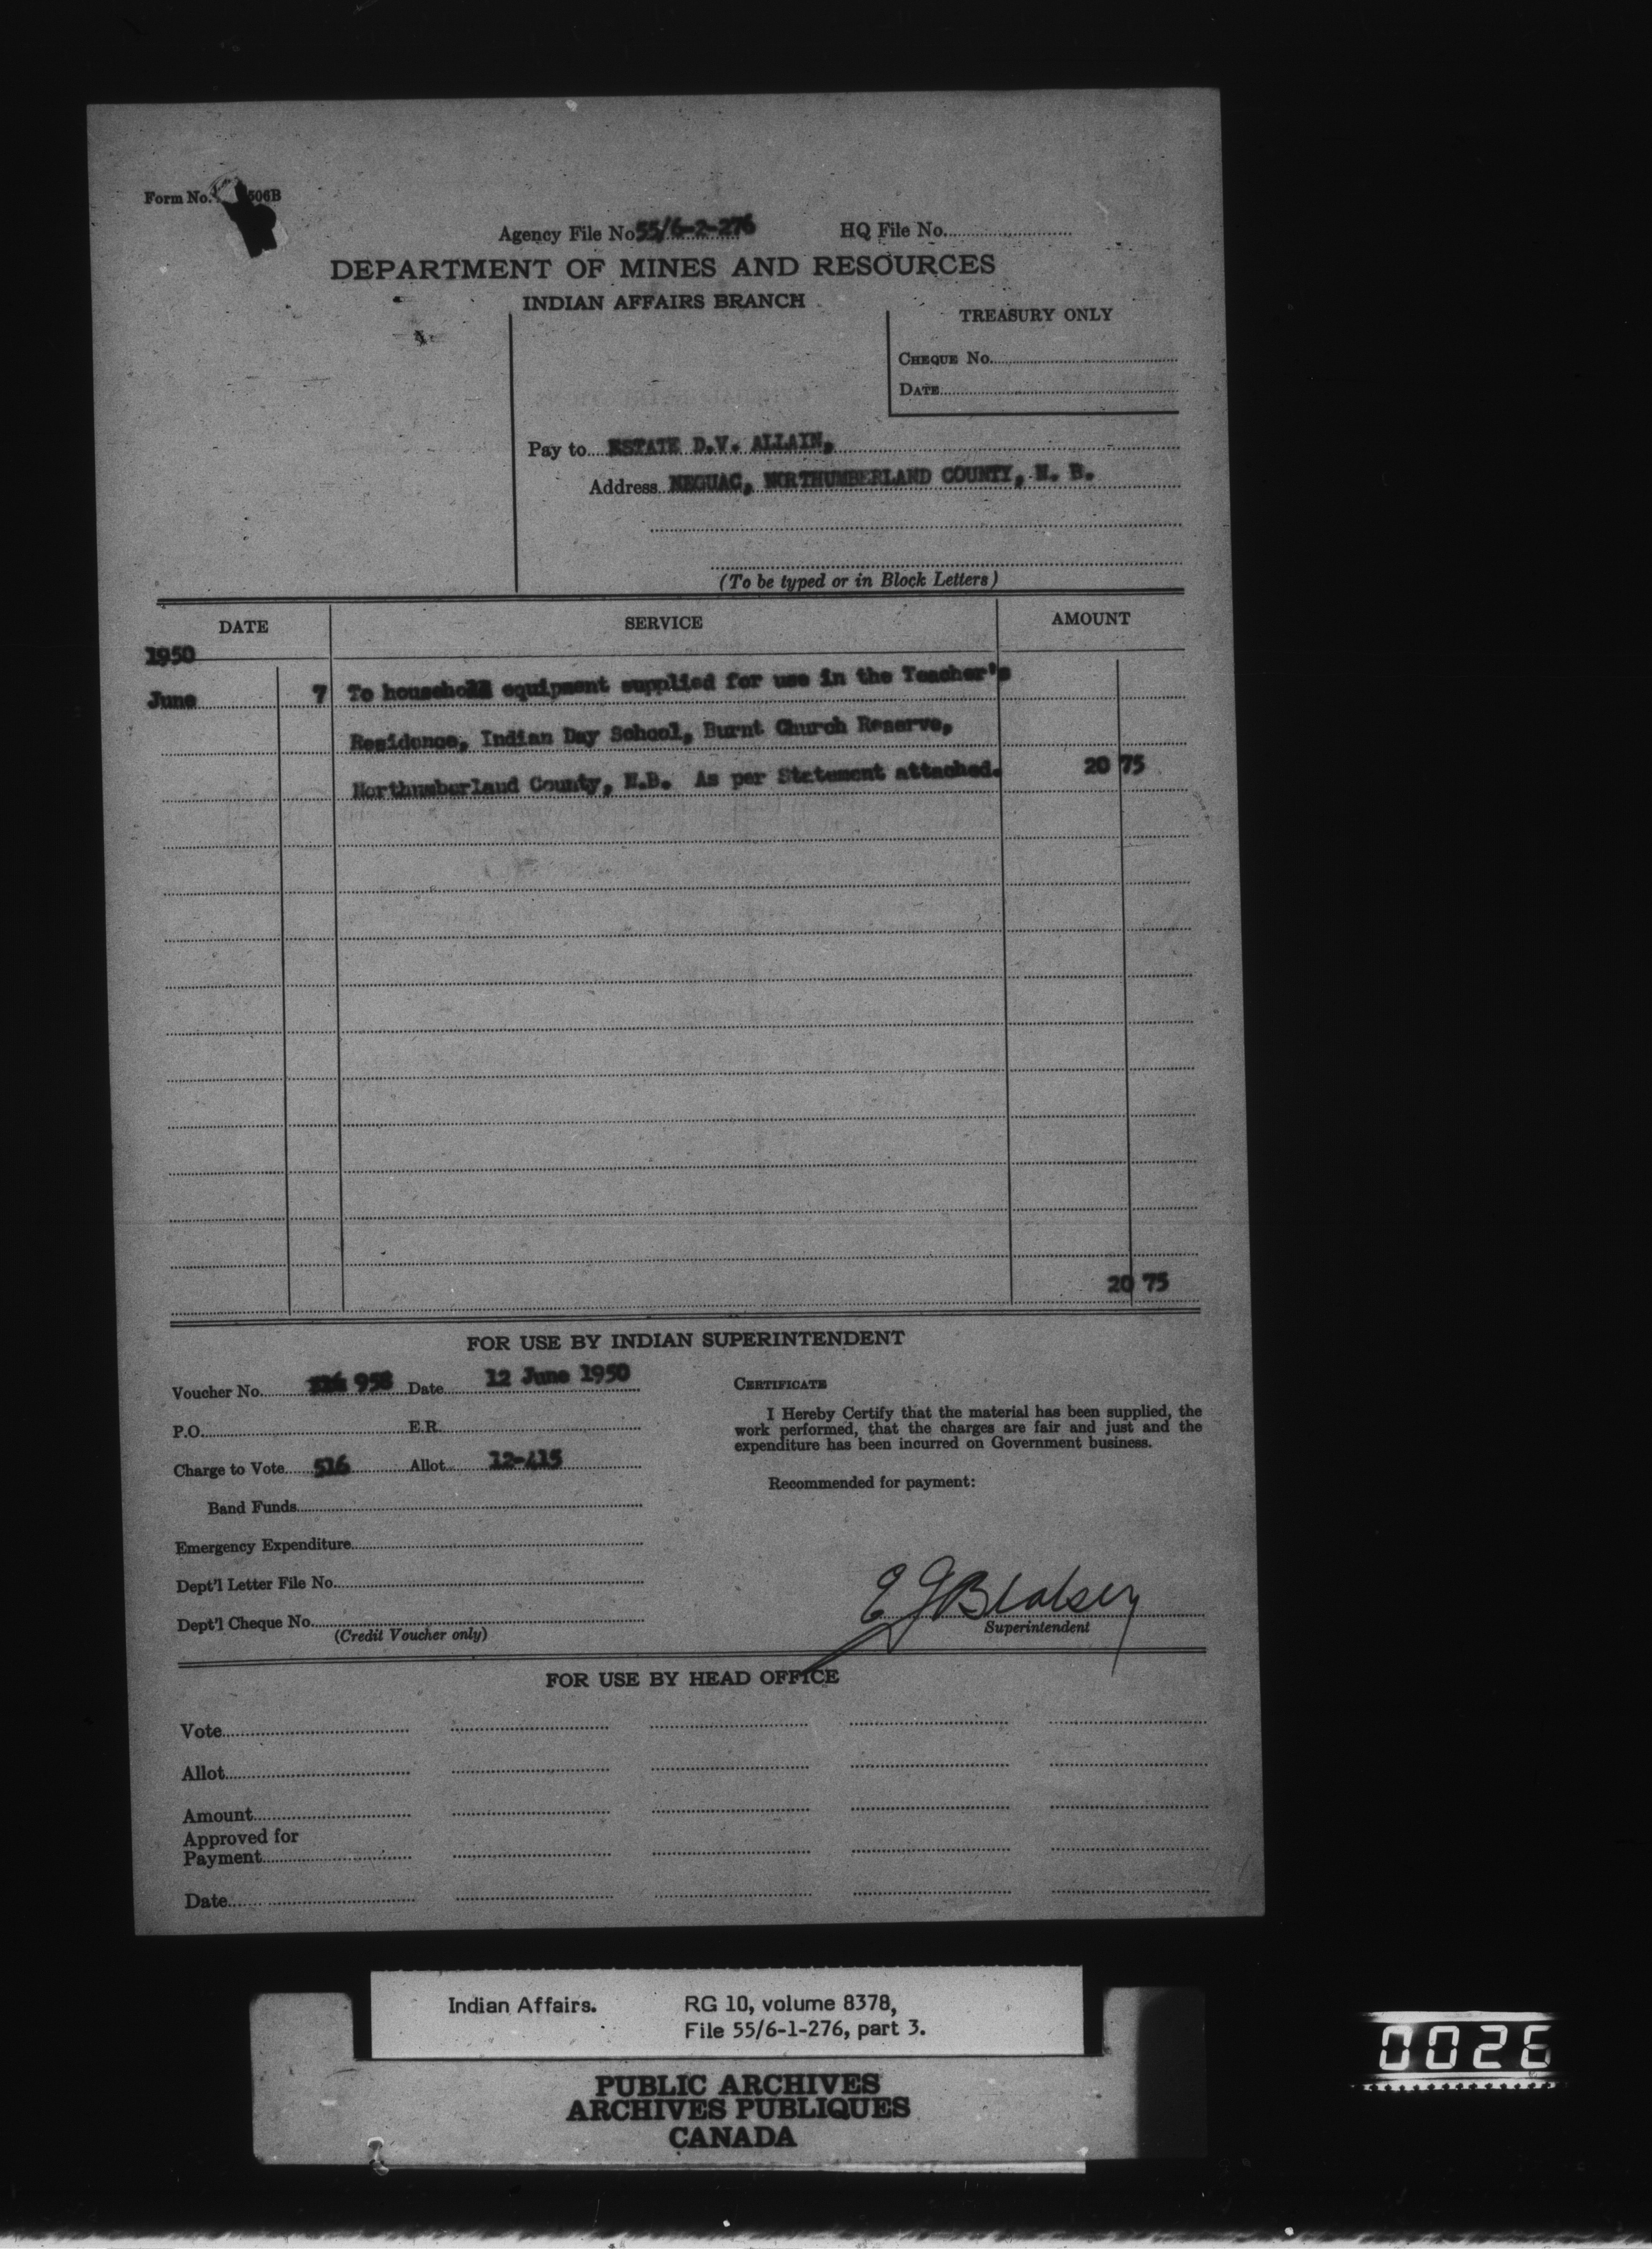 Form No. 506B
Agency File No 55/6-2-276 HQ File No.
DEPARTMENT OF MINES AND RESOURCES
INDIAN AFFAIRS BRANCH
TREASURY ONLY
CHEQUE No.
DATE
Pay to ESTATE D.V. ALLAIN,
Address NEGUAC, NORTHUMBERLAND COUNTY, N. B.
(To be typed or in Block Letters)
DATE SERVICE AMOUNT
1950
June 7 To household equipment supplied for use in the Teacher's
Residence, Indian Day School, Burnt Church Reserve,
Northumberland County, N.B. As per Statement attached. 20 75
20 75
FOR USE BY INDIAN SUPERINTENDENT
Voucher No. 958 Date 12 June 1950
P.O. E.R.
Charge to Vote 516 Allot. 12-415
Band Funds
Emergency Expenditure
Dept'l Letter File No.
Dept'l Cheque No.
(Credit Voucher only)
CERTIFICATE
I Hereby Certify that the material has been supplied, the
work performed, that the charges are fair and just and the
expenditure has been incurred on Government business.
Recommended for payment:
E J Blakey
Superintendent
FOR USE BY HEAD OFFICE
Vote
Allot.
Amount
Approved for
Payment
Date
Indian Affairs. RG 10, volume 8378,
File 55/6-1-276, part 3.
PUBLIC ARCHIVES
ARCHIVES PUBLIQUES
CANADA
0026